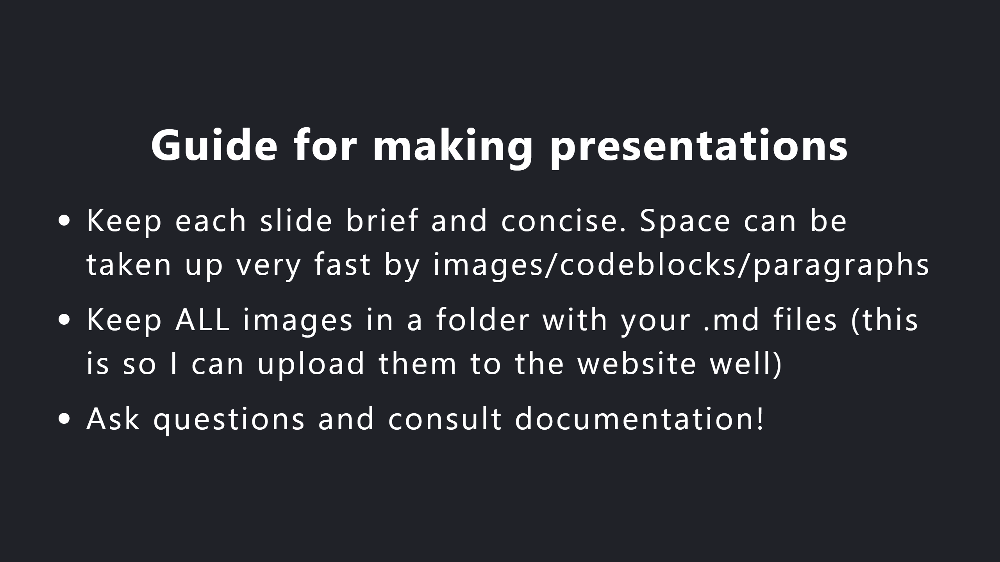 Guide for making presentations
• Keep each slide brief and concise. Space can be
taken up very fast by images/codeblocks/paragraphs
• Keep ALL images in a folder with your .md files (this
is so I can upload them to the website well)
• Ask questions and consult documentation!